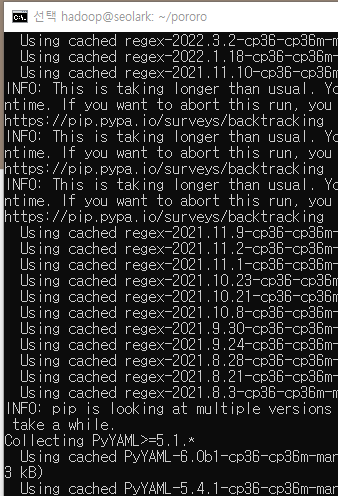 선택 hadoop@seolark: ~/pororo
Using cached regex-2022.3.2-cp36-cp36m-m
Using cached regex-2022.1.18-cp36-cp36m-
Using cached regex-2021.11.10-cp36-cp36m
INFO: This is taking longer than usual. Yo
ntime. If you want to abort this run, you
https://pip.pypa.io/surveys/backtracking
INFO: This is taking longer than usual. Yo
ntime. If you want to abort this run, you
https://pip.pypa.io/surveys/backtracking
INFO: This is taking longer than usual. Yo
ntime. If you want to abort this run, you
https://pip.pypa.io/surveys/backtracking
Using cached regex-2021.11.9-cp36-cp36m-
Using cached regex-2021.11.2-cp36-cp36m-
Using cached regex-2021.11.1-cp36-cp36m-
Using cached regex-2021.10.23-cp36-cp36m
Using cached regex-2021.10.21-cp36-cp36m
Using cached regex-2021.10.8-cp36-cp36m-
Using cached regex-2021.9.30-cp36-cp36m-
Using cached regex-2021.9.24-cp36-cp36m-
Using cached regex-2021.8.28-cp36-cp36m-
Using cached regex-2021.8.21-cp36-cp36m-
Using cached regex-2021.8.3-cp36-cp36m-m
INFO: pip is looking at multiple versions
take a while.
Collecting PyYAML>=5.1.*
Using cached PyYAML-6.0b1-cp36-cp36m-man
3 kB)
Using cached PyYAML-5.4.1-cp36-cp36m-man